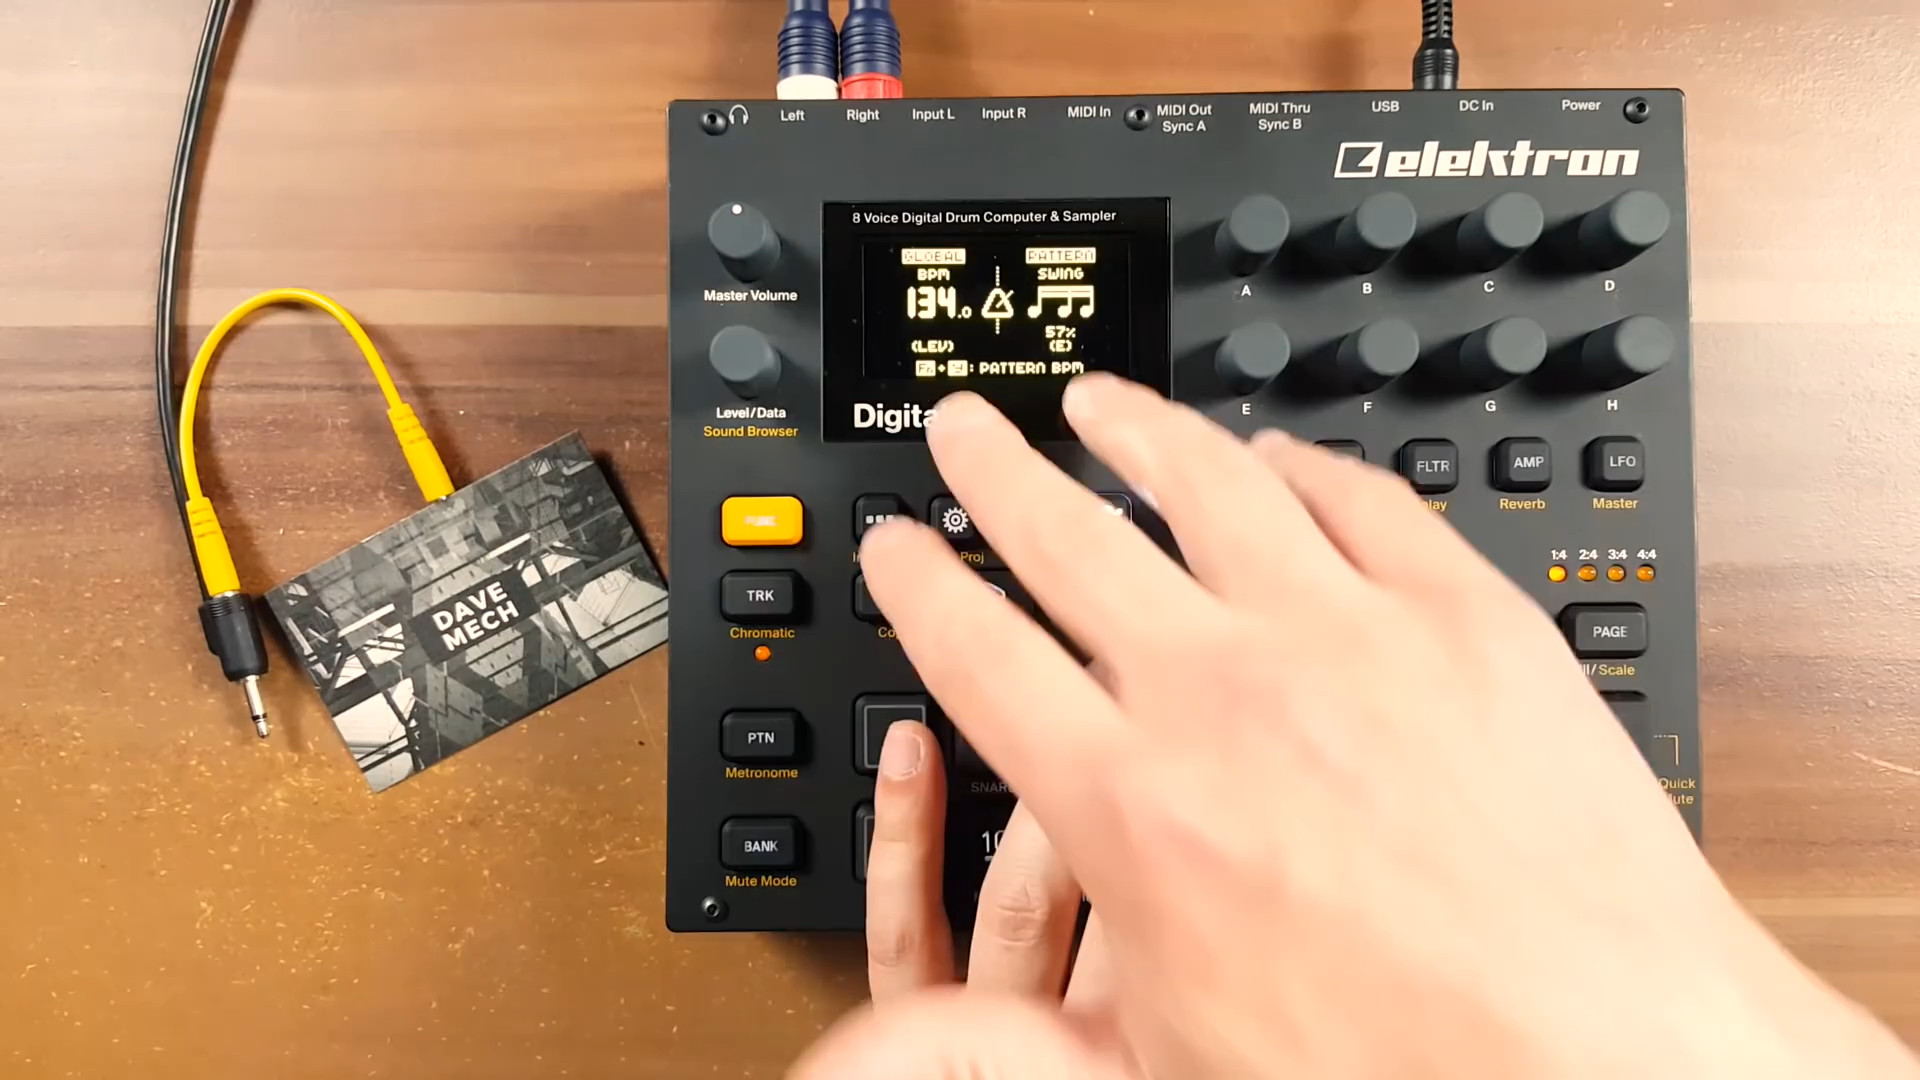 Left Right Input L Input R MIDI In MIDI Out Sync A MIDI Thru Sync B USB DC In Power
elektron
8 Voice Digital Drum Computer & Sampler
GLOBAL PATTERN
BPM SWING
134.0
57%
(LEV) (E)
Fn + : PATTERN BPM
Master Volume
A B C D
Level/Data
Sound Browser
E F G H
FLTR AMP LFO
Reverb Master
Proj
1:4 2:4 3:4 4:4
TRK
Chromatic
PAGE
/Scale
DAVE
MECH
PTN
Metronome
Quick
BANK
Mute Mode